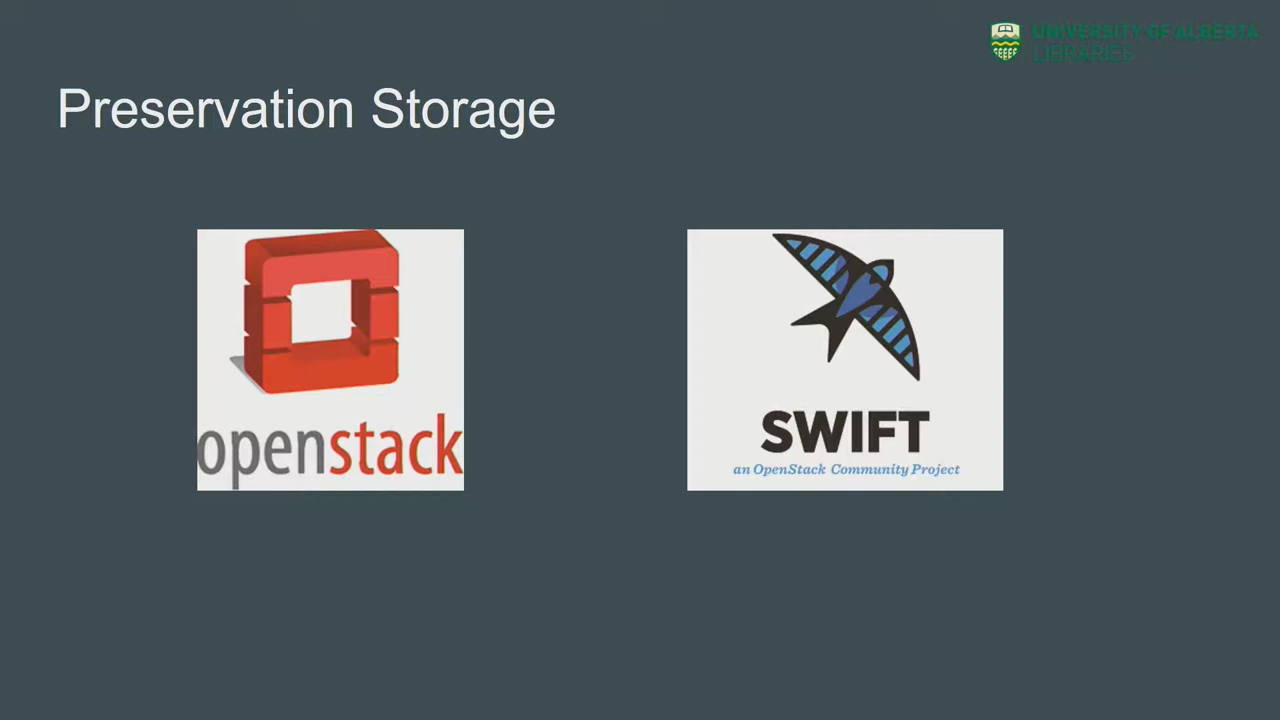 UNIVERSITY OF ALBERTA
LIBRARIES
Preservation Storage
openstack
SWIFT
an OpenStack Community Project